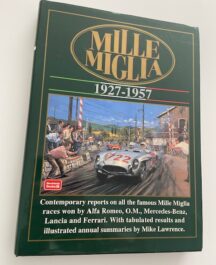 MILLE
MIGLIA
1927-1957
Contemporary reports on all the famous Mille Miglia
races won by Alfa Romeo, O.M., Mercedes-Benz,
Lancia and Ferrari. With tabulated results and
illustrated annual summaries by Mike Lawrence.